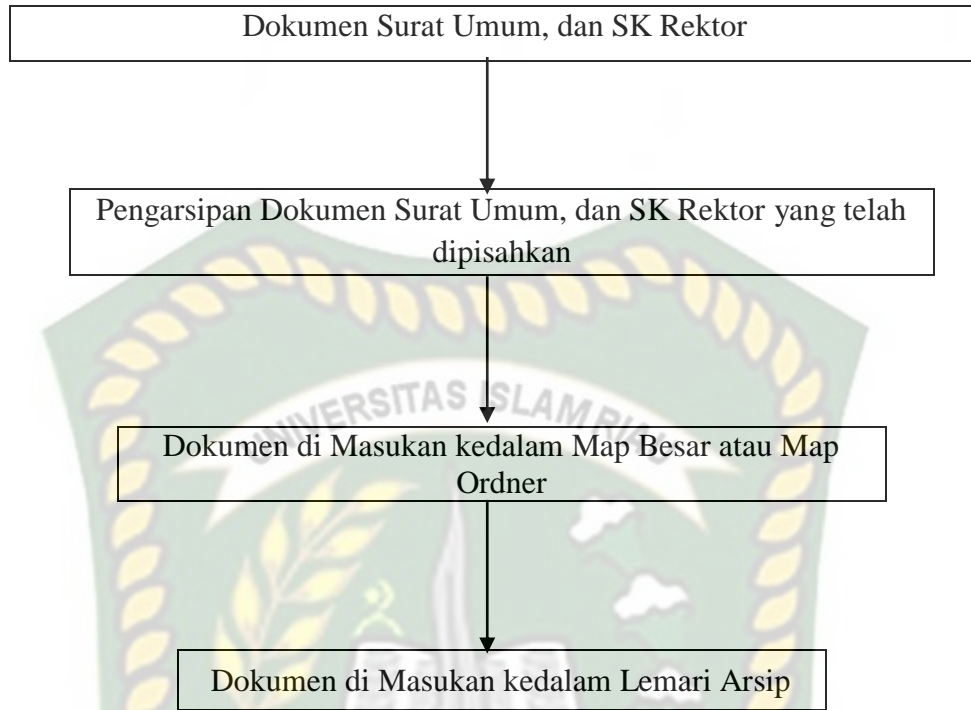 Dokumen Surat Umum, dan SK Rektor
Pengarsipan Dokumen Surat Umum, dan SK Rektor yang telah
dipisahkan
UNIVERSITAS ISLAM RIAU
Dokumen di Masukan kedalam Map Besar atau Map
Ordner
Dokumen di Masukan kedalam Lemari Arsip